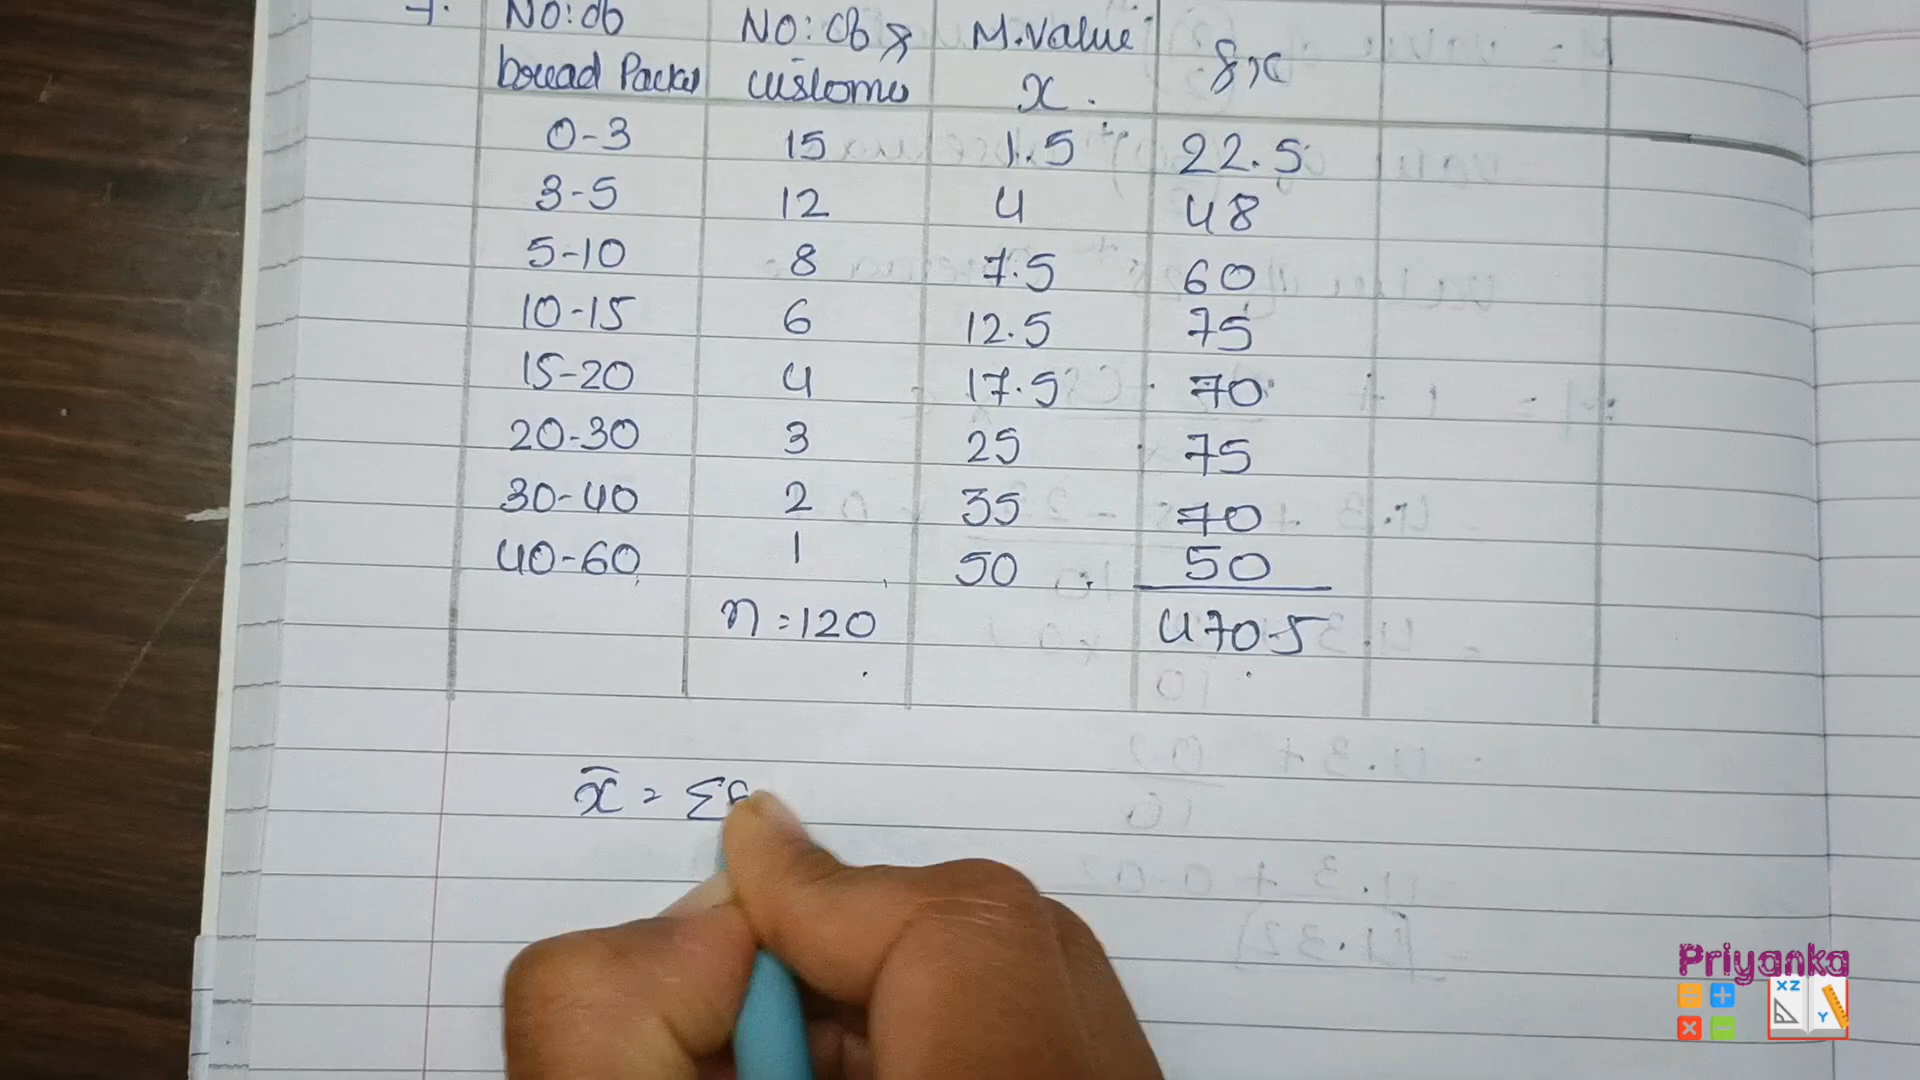 7. No: of bread Packs | No: of customers f | M.Value x. | fx
0-3 15 1.5 22.5
3-5 12 4 48
5-10 8 7.5 60
10-15 6 12.5 75
15-20 4 17.5 70
20-30 3 25 75
30-40 2 35 70
40-60 1 50 50
n = 120 470.5
x̄ = Σf
Priyanka
XZ
Y